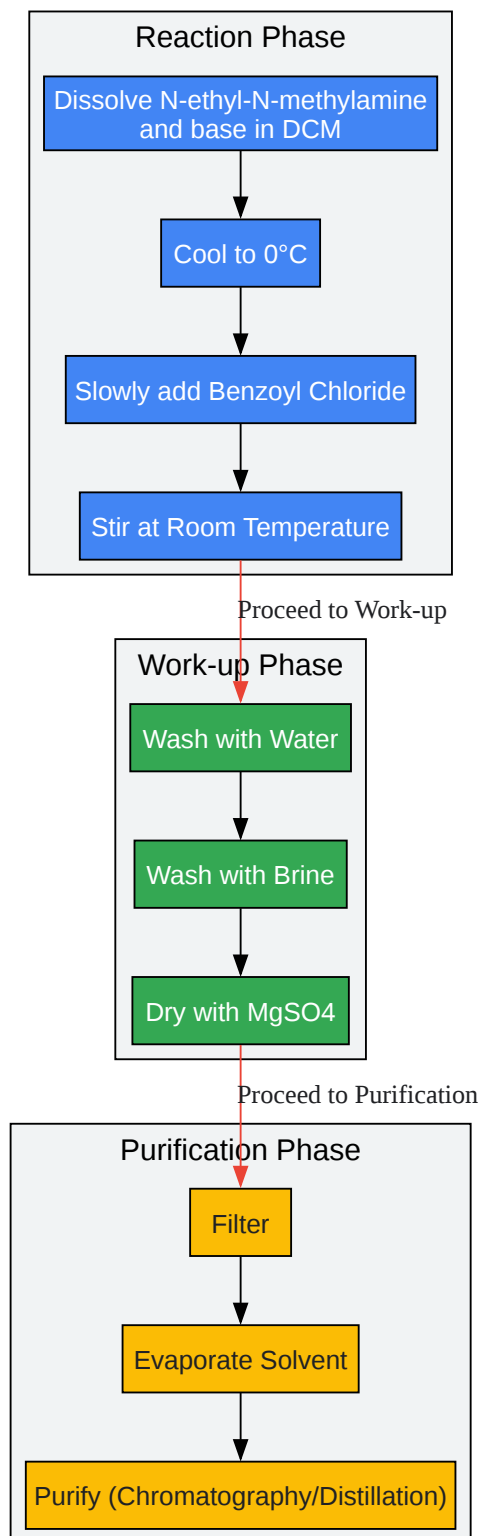 Reaction Phase
Dissolve N-ethyl-N-methylamine
and base in DCM
Cool to 0°C
Slowly add Benzoyl Chloride
Stir at Room Temperature
Proceed to Work-up
Work-up Phase
Wash with Water
Wash with Brine
Dry with MgSO4
Proceed to Purification
Purification Phase
Filter
Evaporate Solvent
Purify (Chromatography/Distillation)